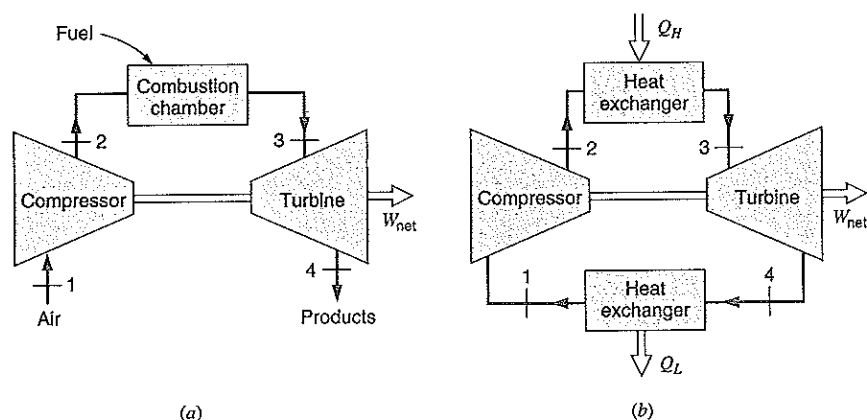 Fuel
Combustion
chamber
2
3
Compressor
Turbine
W_net
1
4
Air
Products
(a)
Q_H
Heat
exchanger
2
3
Compressor
Turbine
W_net
1
4
Heat
exchanger
Q_L
(b)